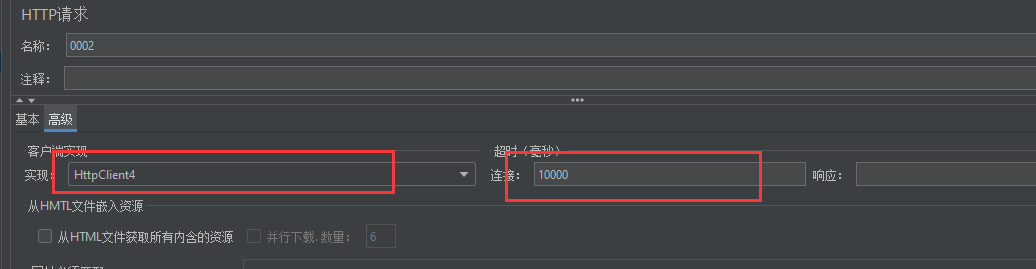 HTTP请求
名称： 0002
注释：
基本 高级
客户端实现 超时（毫秒）
实现： HttpClient4 连接： 10000 响应：
从HMTL文件嵌入资源
从HTML文件获取所有内含的资源 并行下载.数量： 6